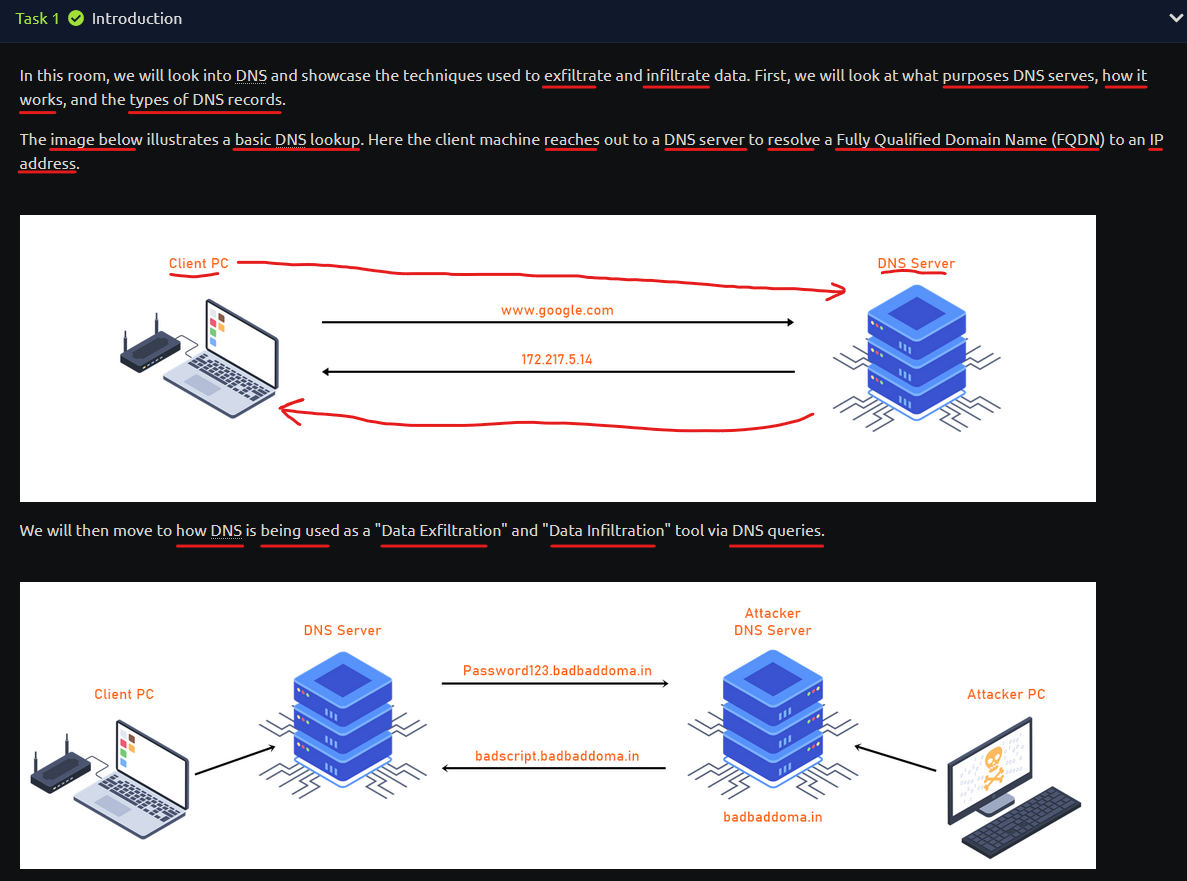 Task 1 Introduction
In this room, we will look into DNS and showcase the techniques used to exfiltrate and infiltrate data. First, we will look at what purposes DNS serves, how it
works, and the types of DNS records.
The image below illustrates a basic DNS lookup. Here the client machine reaches out to a DNS server to resolve a Fully Qualified Domain Name (FQDN) to an IP
address.
Client PC
DNS Server
www.google.com
172.217.5.14
We will then move to how DNS is being used as a "Data Exfiltration" and "Data Infiltration" tool via DNS queries.
Attacker
DNS Server
DNS Server
Password123.badbaddoma.in
Client PC
Attacker PC
badscript.badbaddoma.in
badbaddoma.in